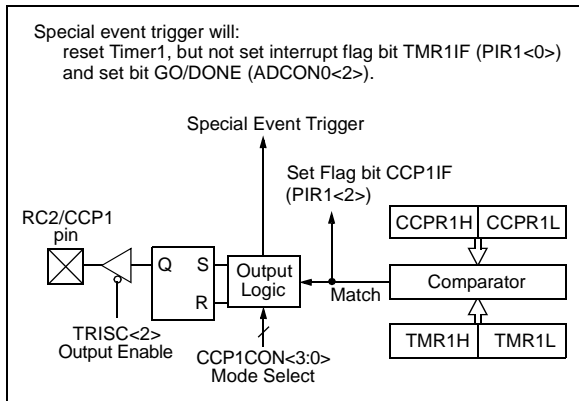 Special event trigger will:
reset Timer1, but not set interrupt flag bit TMR1IF (PIR1<0>)
and set bit GO/DONE (ADCON0<2>).
Special Event Trigger
Set Flag bit CCP1IF
(PIR1<2>)
RC2/CCP1
pin
CCPR1H CCPR1L
Q S
R
Output
Logic
Match
Comparator
TRISC<2>
Output Enable
CCP1CON<3:0>
Mode Select
TMR1H TMR1L